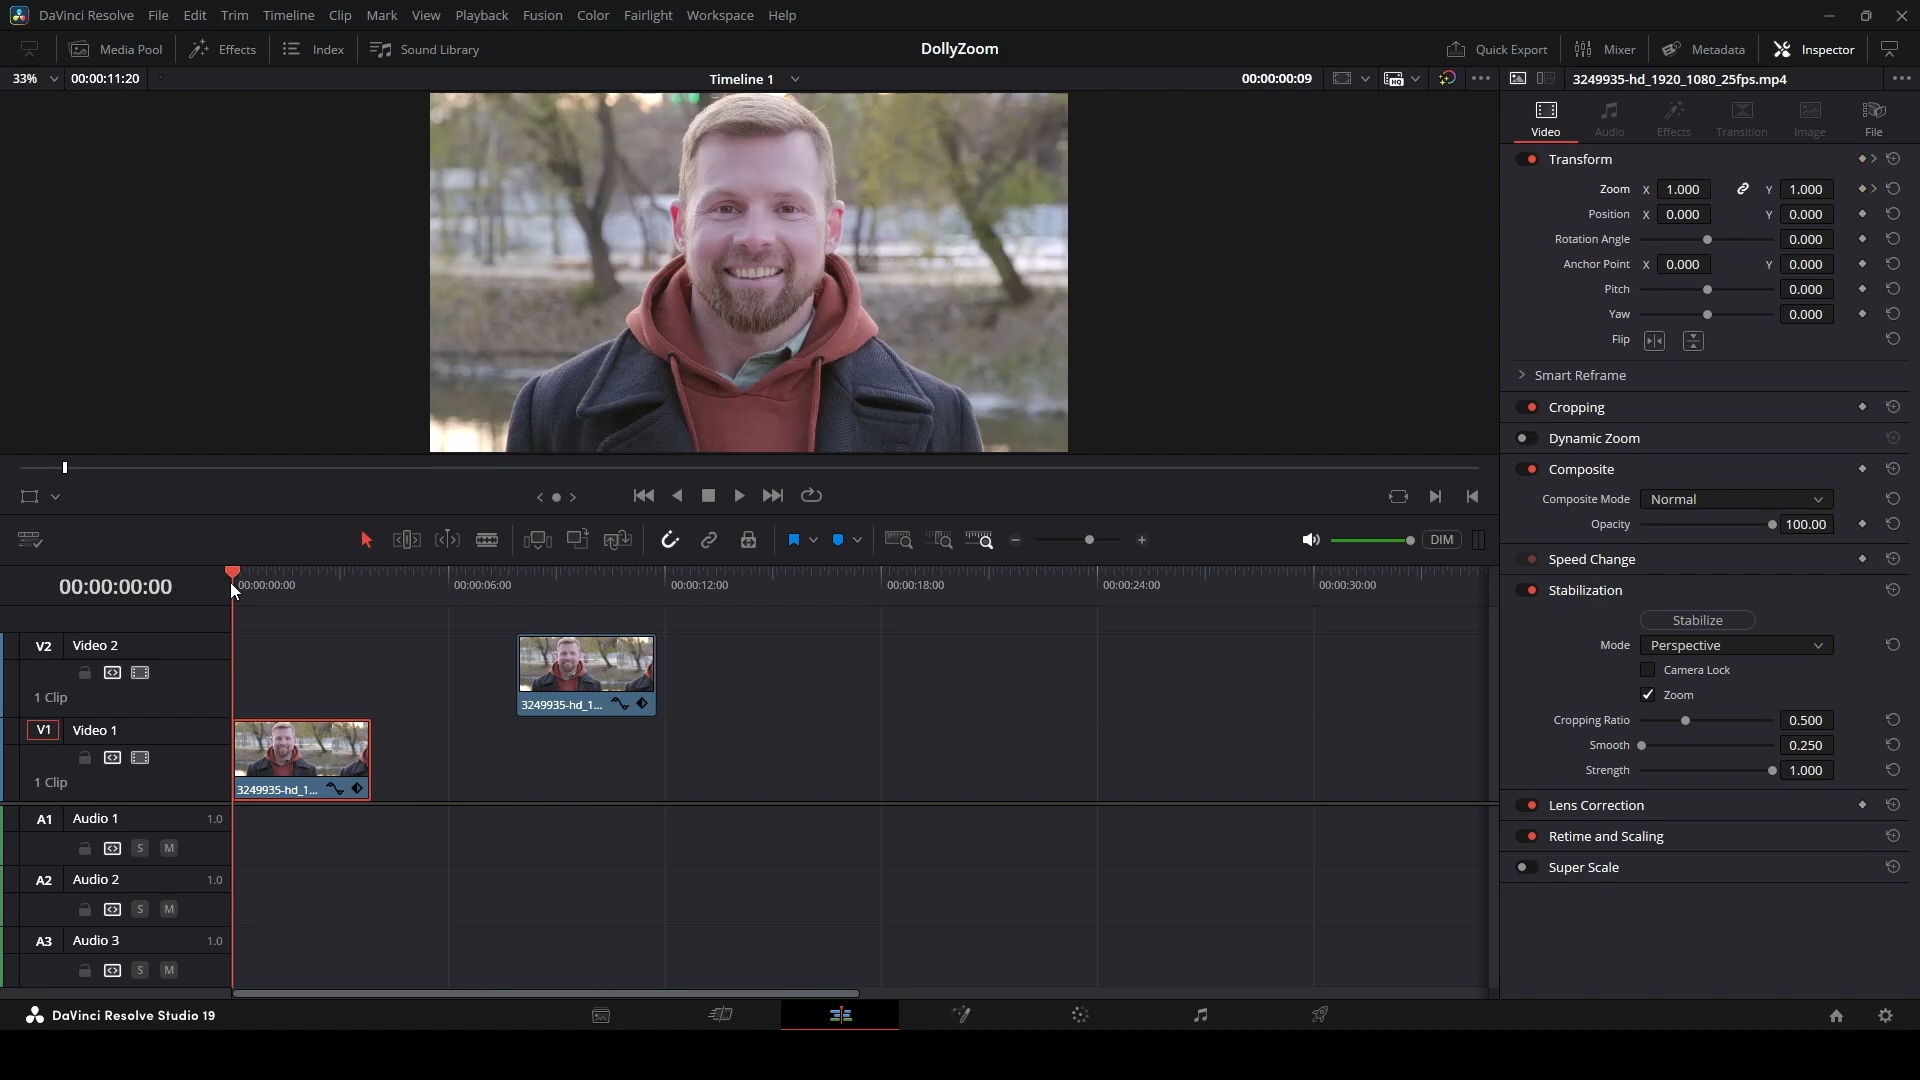 DaVinci Resolve File Edit Trim Timeline Clip Mark View Playback Fusion Color Fairlight Workspace Help
Media Pool Effects Index Sound Library DollyZoom Quick Export Mixer Metadata Inspector
33% 00:00:11:20 Timeline 1 00:00:00:09 3249935-hd_1920_1080_25fps.mp4
Video Audio Effects Transition Image File
Transform
Zoom X 1.000 Y 1.000
Position X 0.000 Y 0.000
Rotation Angle 0.000
Anchor Point X 0.000 Y 0.000
Pitch 0.000
Yaw 0.000
Flip
Smart Reframe
Cropping
Dynamic Zoom
Composite
Composite Mode Normal
Opacity 100.00
Speed Change
Stabilization
Stabilize
Mode Perspective
Camera Lock
Zoom
Cropping Ratio 0.500
Smooth 0.250
Strength 1.000
Lens Correction
Retime and Scaling
Super Scale
DIM
00:00:00:00 00:00:00:00 00:00:06:00 00:00:12:00 00:00:18:00 00:00:24:00 00:00:30:00
V2 Video 2
1 Clip
3249935-hd_1...
V1 Video 1
1 Clip
3249935-hd_1...
A1 Audio 1 1.0
S M
A2 Audio 2 1.0
S M
A3 Audio 3 1.0
S M
DaVinci Resolve Studio 19